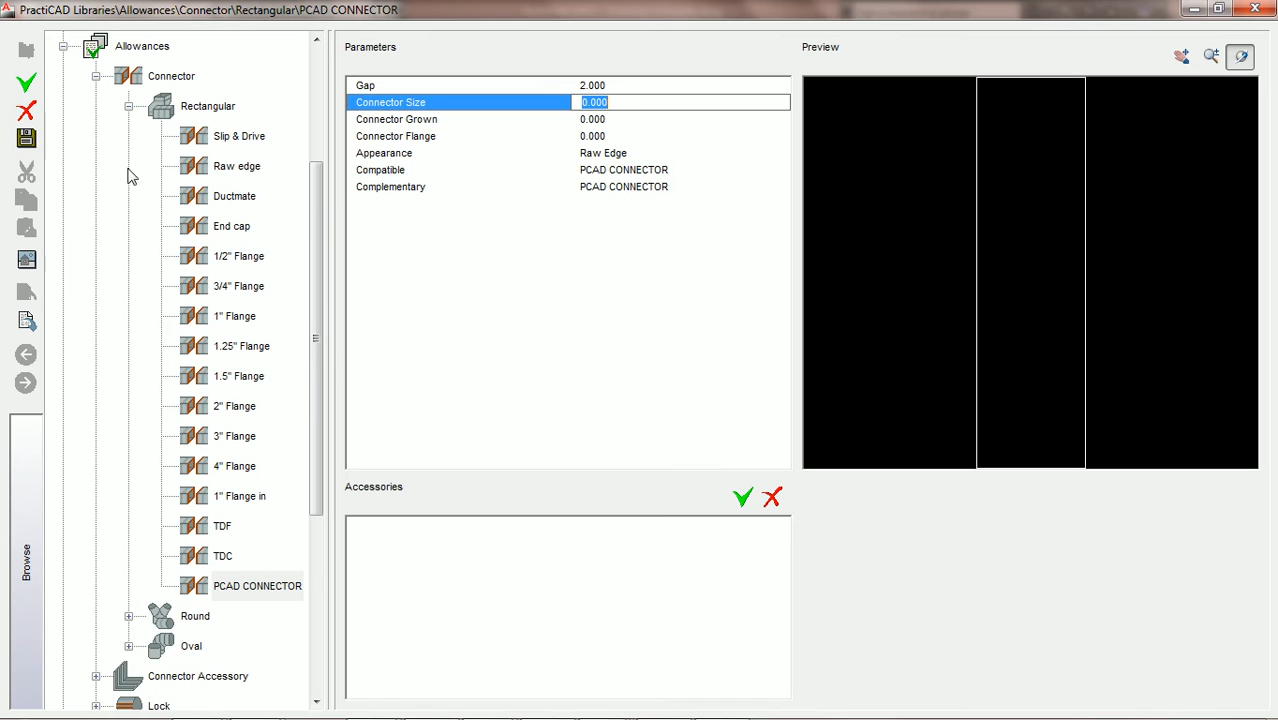 PractiCAD Libraries\Allowances\Connector\Rectangular\PCAD CONNECTOR
Allowances
Connector
Rectangular
Slip & Drive
Raw edge
Ductmate
End cap
1/2" Flange
3/4" Flange
1" Flange
1.25" Flange
1.5" Flange
2" Flange
3" Flange
4" Flange
1" Flange in
TDF
TDC
PCAD CONNECTOR
Round
Oval
Connector Accessory
Lock
Browse
Parameters
Gap 2.000
Connector Size 0.000
Connector Grown 0.000
Connector Flange 0.000
Appearance Raw Edge
Compatible PCAD CONNECTOR
Complementary PCAD CONNECTOR
Accessories
Preview